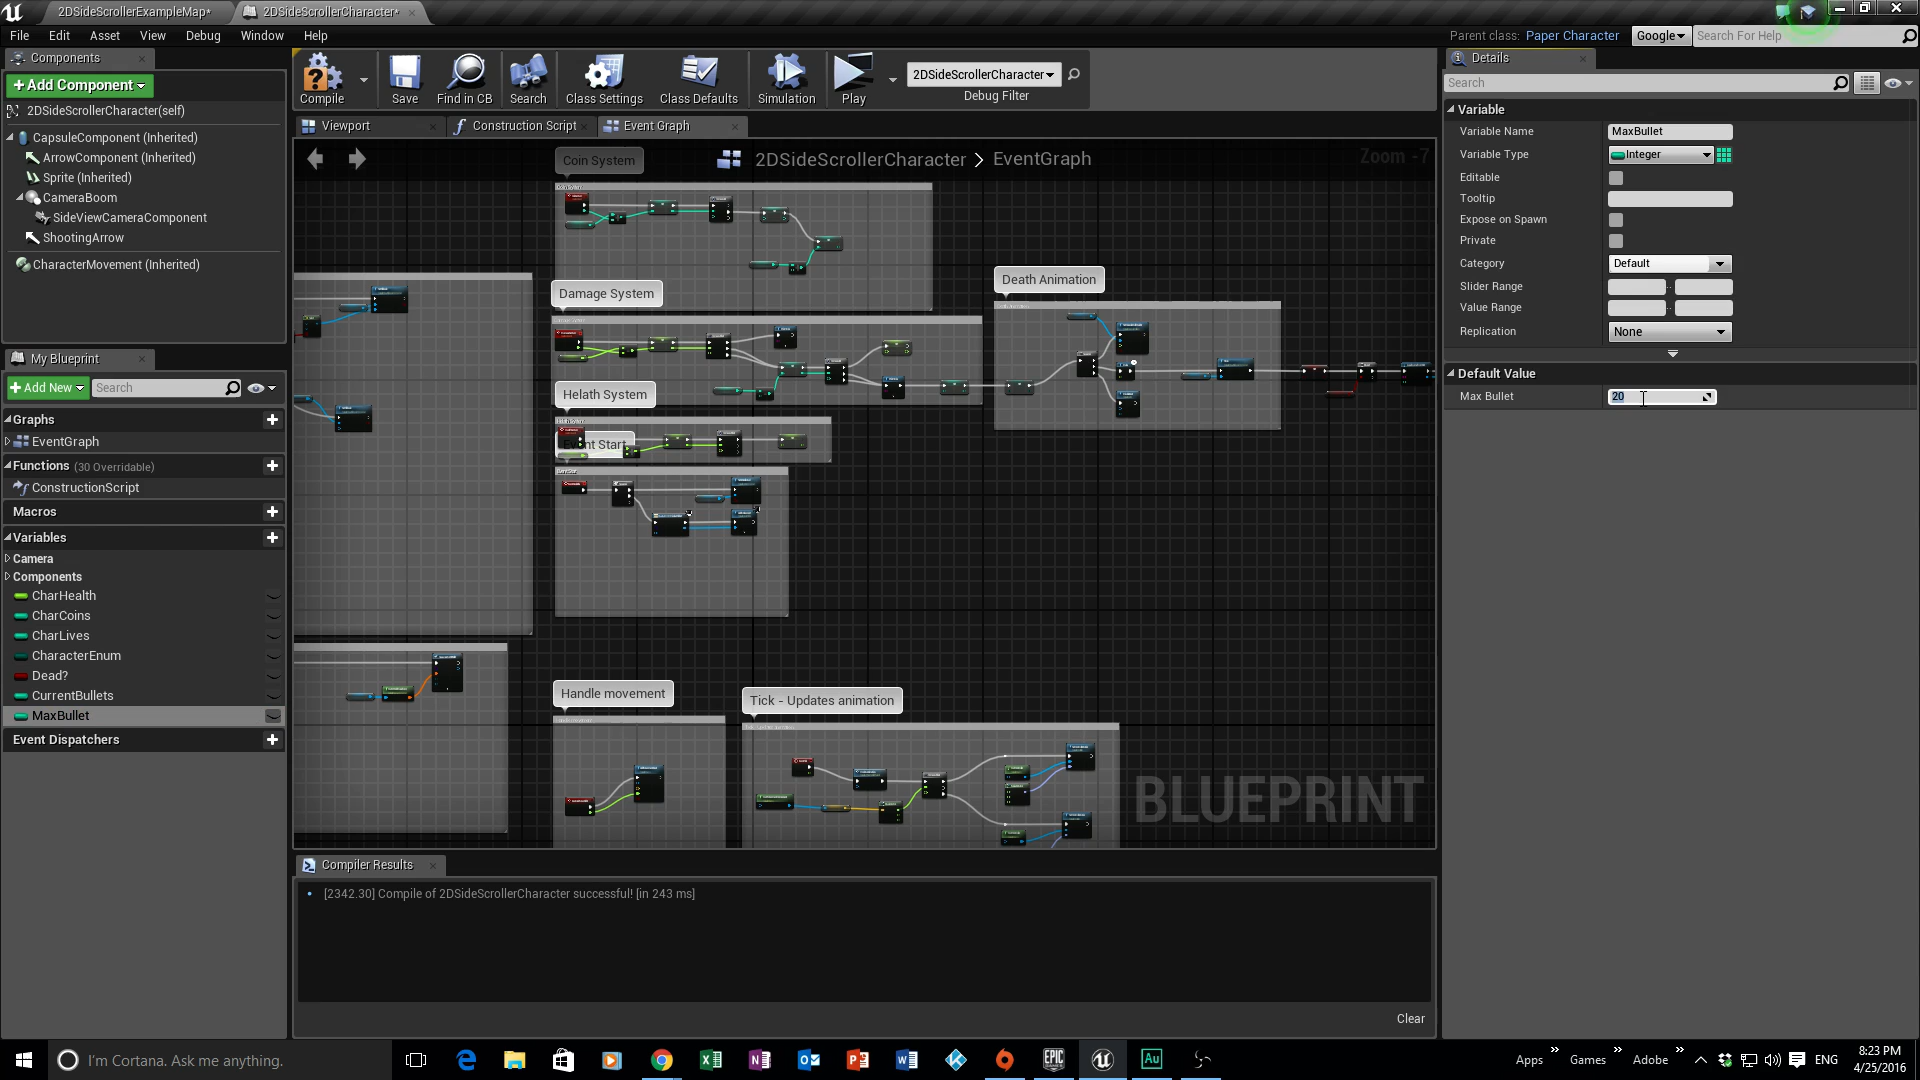 2DSideScrollerExampleMap*
2DSideScrollerCharacter*
File Edit Asset View Debug Window Help
Parent class: Paper Character Google Search For Help
Components
+Add Component
2DSideScrollerCharacter(self)
CapsuleComponent (Inherited)
ArrowComponent (Inherited)
Sprite (Inherited)
CameraBoom
SideViewCameraComponent
ShootingArrow
CharacterMovement (Inherited)
My Blueprint
+Add New Search
Graphs
EventGraph
Functions (30 Overridable)
ConstructionScript
Macros
Variables
Camera
Components
CharHealth
CharCoins
CharLives
CharacterEnum
Dead?
CurrentBullets
MaxBullet
Event Dispatchers
Compile Save Find in CB Search Class Settings Class Defaults Simulation Play
2DSideScrollerCharacter
Debug Filter
Viewport Construction Script Event Graph
2DSideScrollerCharacter > EventGraph
Zoom -7
Coin System
Damage System
Death Animation
Helath System
Event Start
Handle movement
Tick - Updates animation
BLUEPRINT
Compiler Results
[2342.30] Compile of 2DSideScrollerCharacter successful! [in 243 ms]
Clear
Details
Search
Variable
Variable Name MaxBullet
Variable Type Integer
Editable
Tooltip
Expose on Spawn
Private
Category Default
Slider Range
Value Range
Replication None
Default Value
Max Bullet 20
I'm Cortana. Ask me anything.
Apps Games Adobe ENG
8:23 PM
4/25/2016